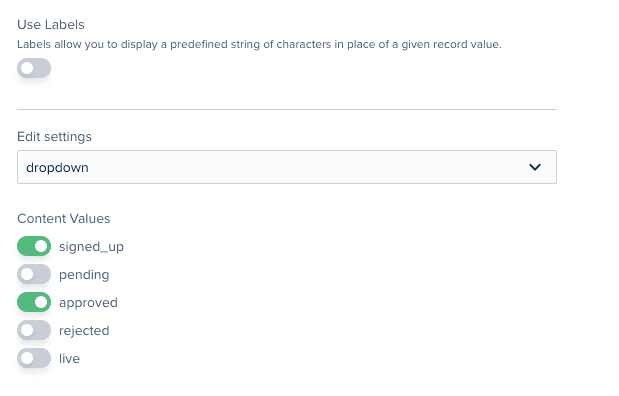 Use Labels
Labels allow you to display a predefined string of characters in place of a given record value.
Edit settings
dropdown
Content Values
signed_up
pending
approved
rejected
live